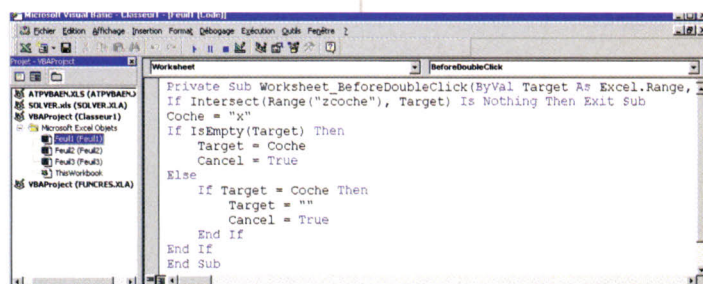 Microsoft Visual Basic - Classeur1 - [Feuil1 (Code)]
Fichier Edition Affichage Insertion Format Débogage Exécution Outils Fenêtre ?
Projet - VBAProject
Worksheet
BeforeDoubleClick
ATPVBAEN.XLS (ATPVBAEN.)
SOLVER.xls (SOLVER.XLA)
VBAProject (Classeur1)
Microsoft Excel Objets
Feuil1 (Feuil1)
Feuil2 (Feuil2)
Feuil3 (Feuil3)
ThisWorkbook
VBAProject (FUNCRES.XLA)
Private Sub Worksheet_BeforeDoubleClick(ByVal Target As Excel.Range,
If Intersect(Range("zcoche"), Target) Is Nothing Then Exit Sub
Coche = "x"
If IsEmpty(Target) Then
Target = Coche
Cancel = True
Else
If Target = Coche Then
Target = ""
Cancel = True
End If
End If
End Sub